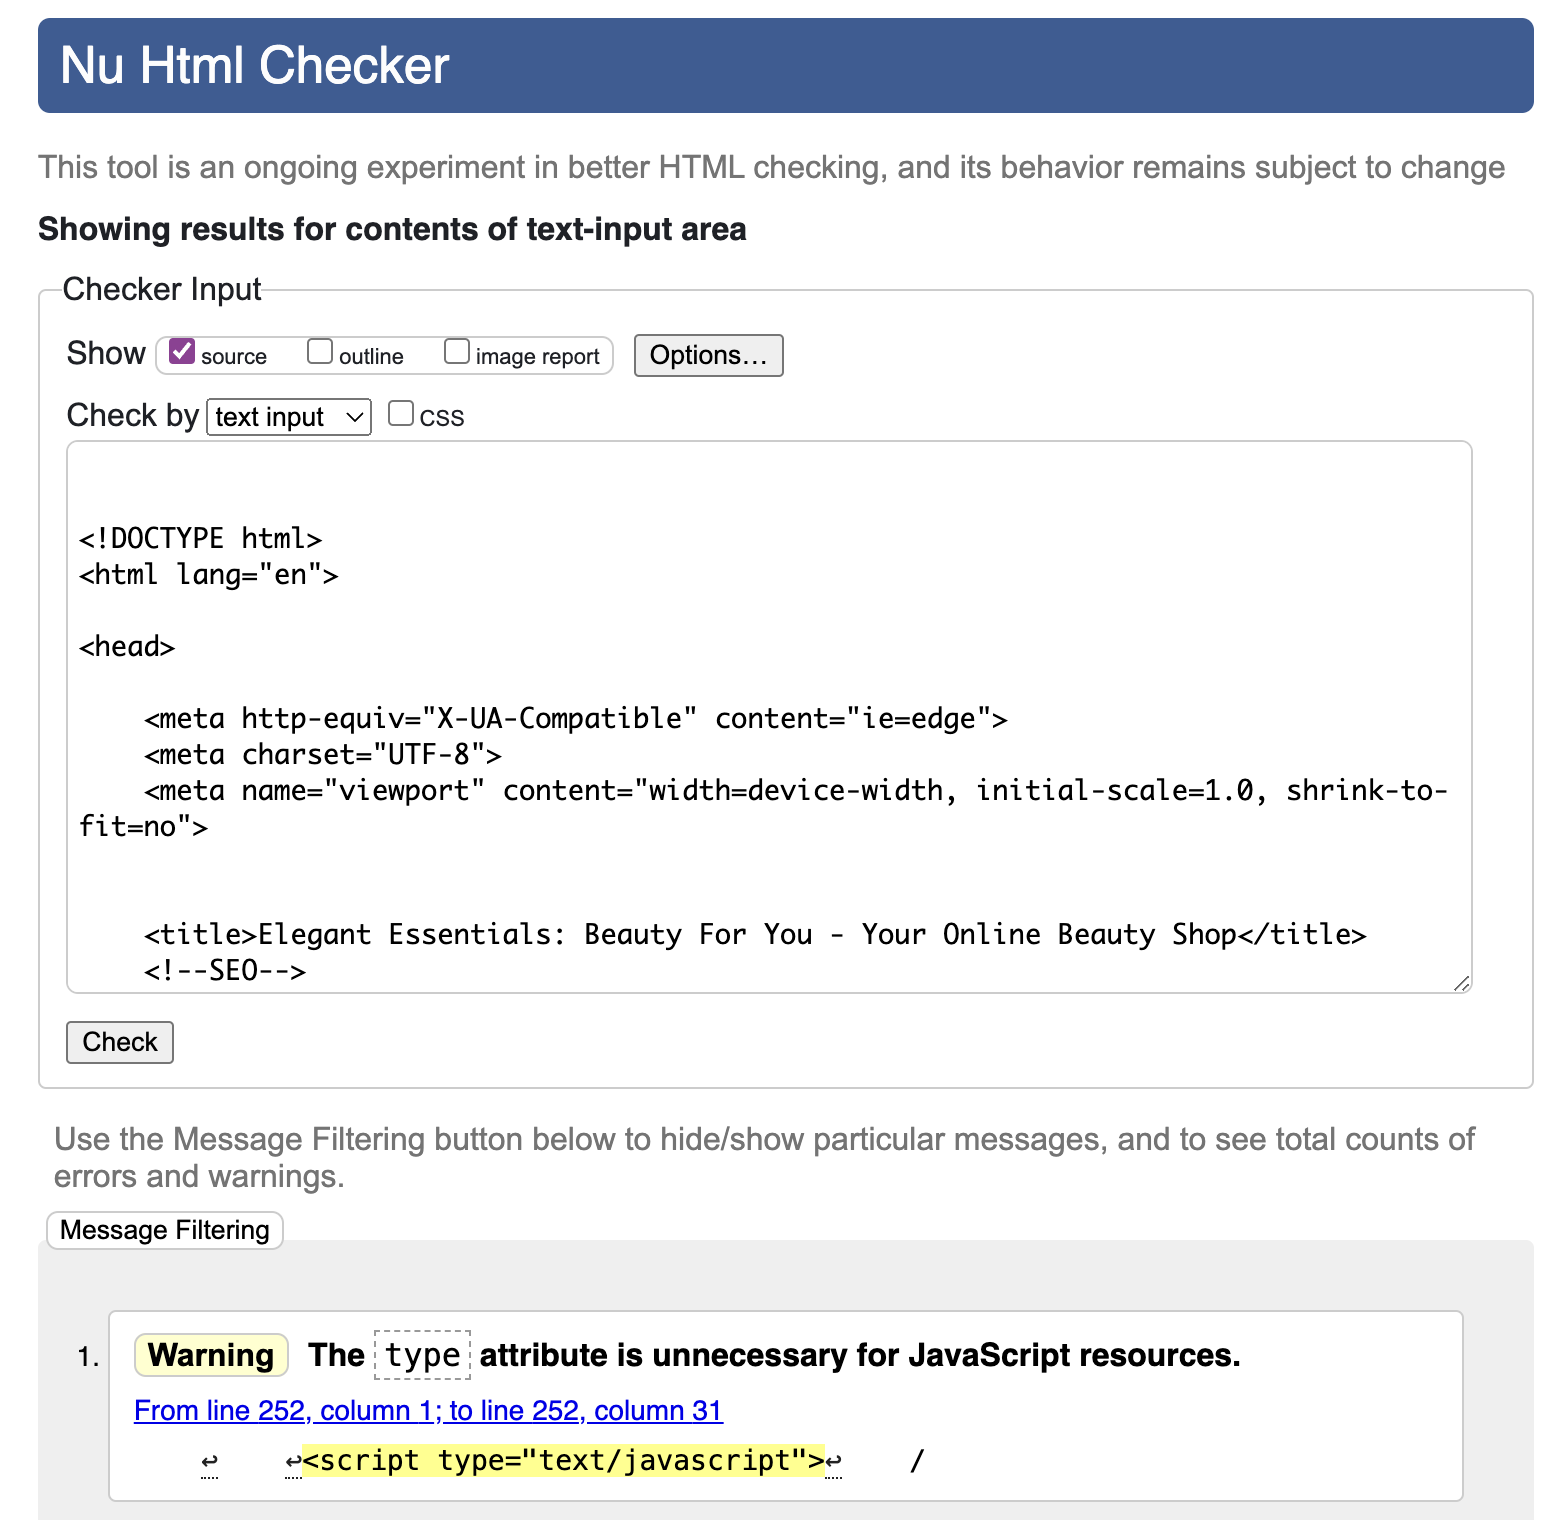 Nu Html Checker
This tool is an ongoing experiment in better HTML checking, and its behavior remains subject to change
Showing results for contents of text-input area
Checker Input
Show source outline image report Options...
Check by text input css
<!DOCTYPE html>
<html lang="en">
<head>
<meta http-equiv="X-UA-Compatible" content="ie=edge">
<meta charset="UTF-8">
<meta name="viewport" content="width=device-width, initial-scale=1.0, shrink-to-
fit=no">
<title>Elegant Essentials: Beauty For You - Your Online Beauty Shop</title>
<!--SEO-->
Check
Use the Message Filtering button below to hide/show particular messages, and to see total counts of
errors and warnings.
Message Filtering
1. Warning The type attribute is unnecessary for JavaScript resources.
From line 252, column 1; to line 252, column 31
↩ ↩<script type="text/javascript">↩ /